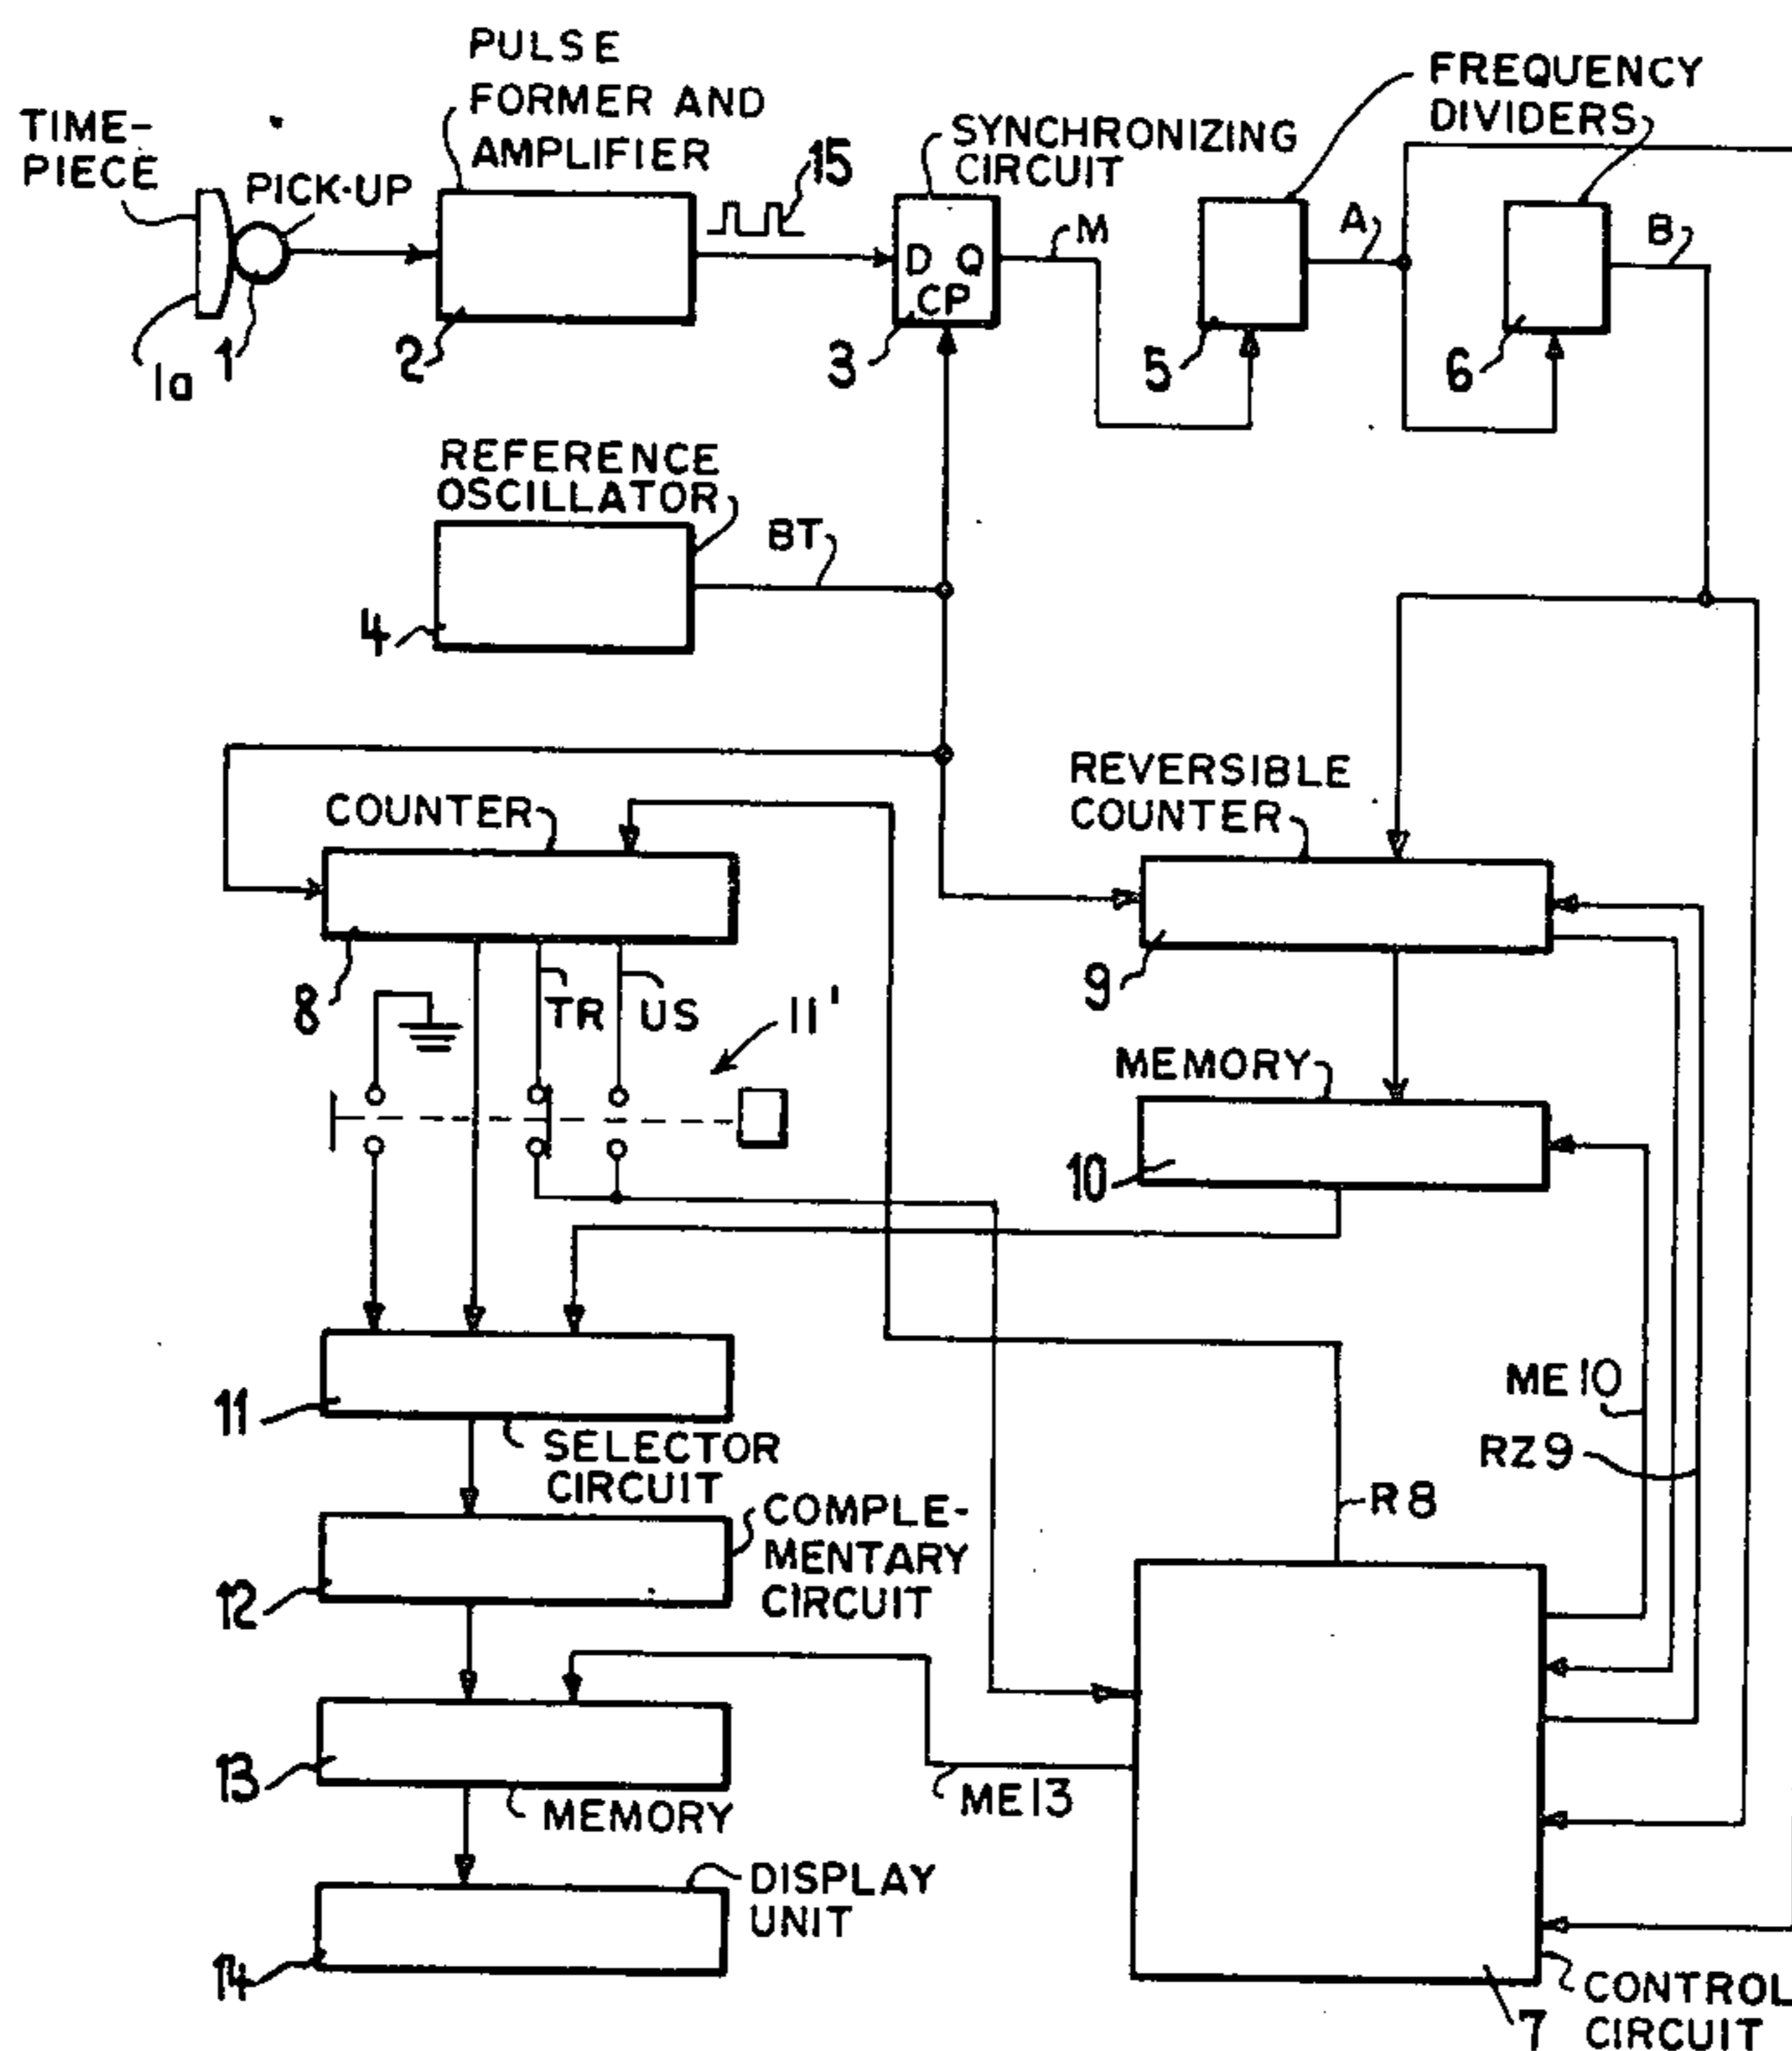 PULSE
FORMER AND
AMPLIFIER
TIME-
PIECE
PICK-UP
15
SYNCHRONIZING
CIRCUIT
FREQUENCY
DIVIDERS
D Q
CP
M
A
B
1a
1
2
3
5
6
REFERENCE
OSCILLATOR
BT
4
COUNTER
REVERSIBLE
COUNTER
8
TR
US
11'
9
MEMORY
10
11
SELECTOR
CIRCUIT
ME10
RZ9
R8
COMPLE-
MENTARY
CIRCUIT
12
13
MEMORY
ME13
DISPLAY
UNIT
14
CONTROL
CIRCUIT
7